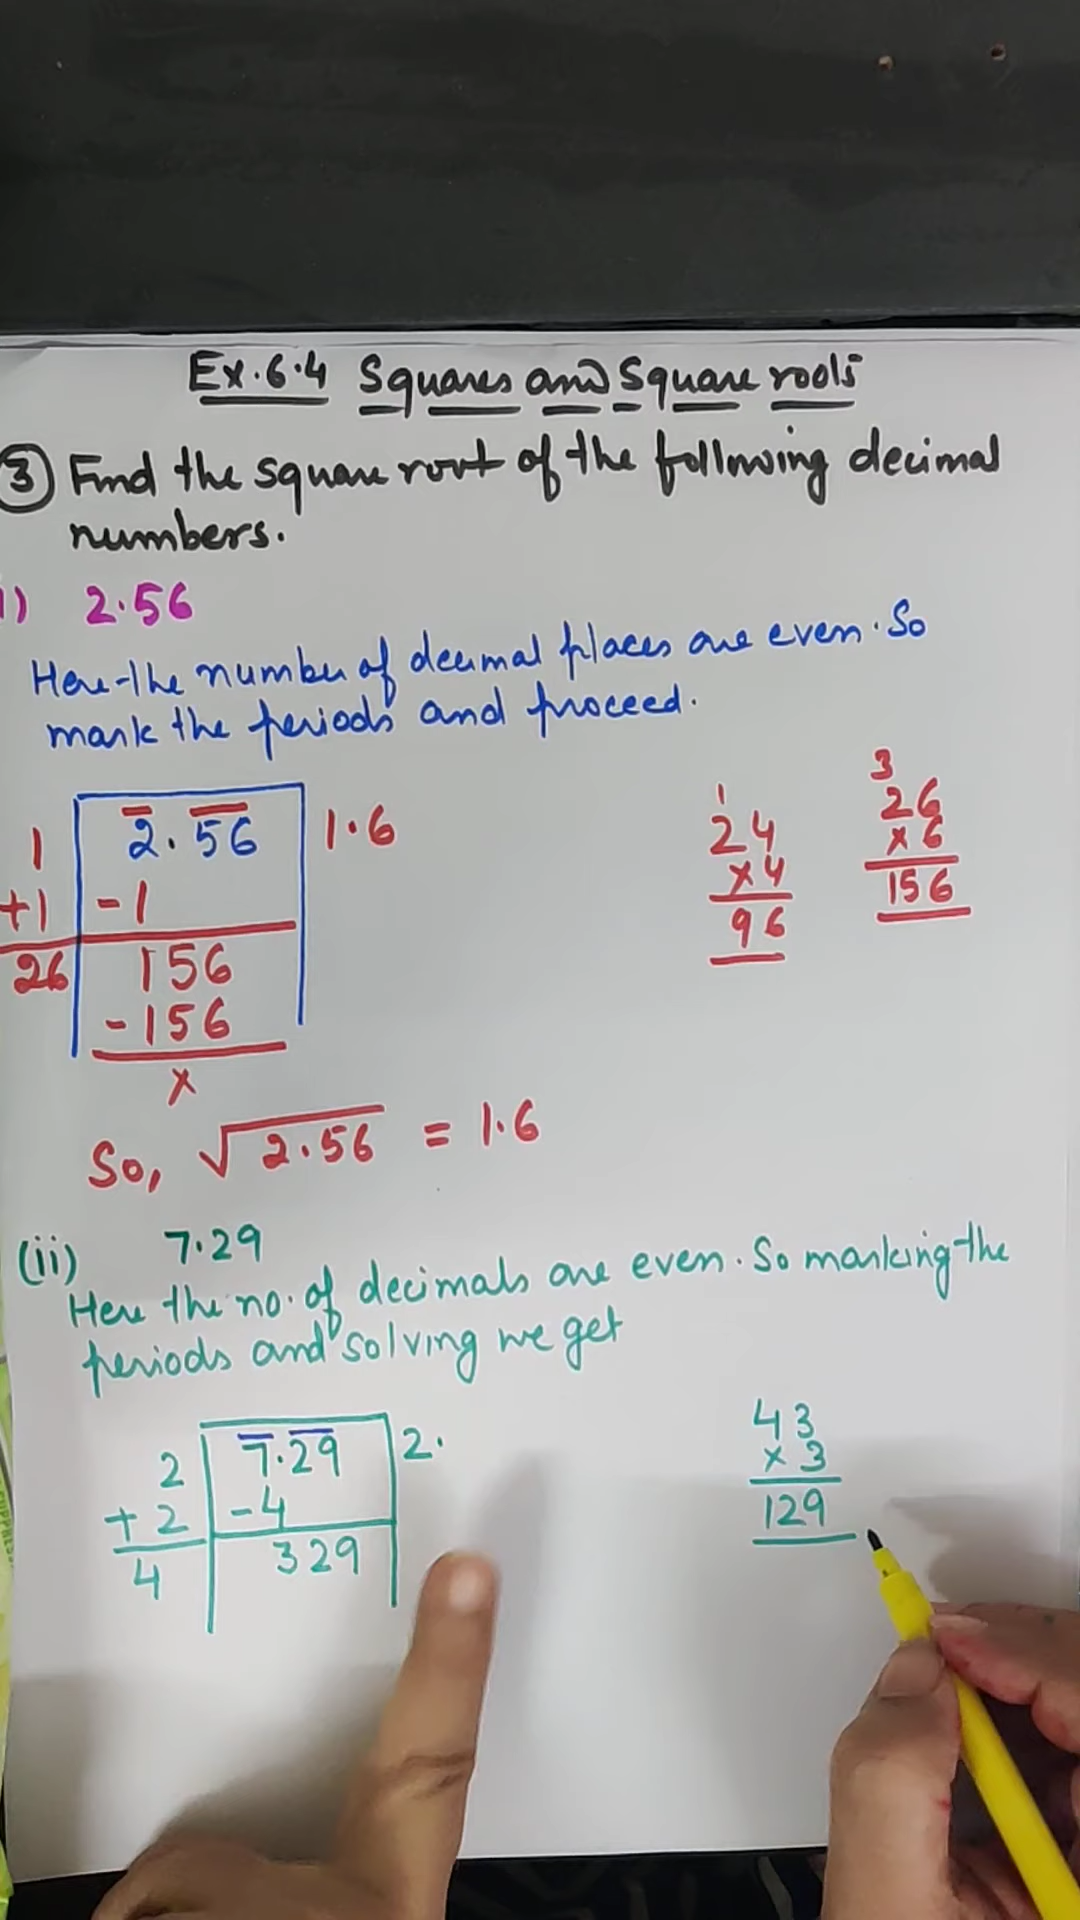 Ex.6.4 Squares and Square roots
3 Find the square root of the following decimal
numbers.
i) 2.56
Here the number of decimal places are even. So
mark the periods and proceed.
1 2.56 1.6
+1 -1
26 156
-156
x
24
26
1
3
x4
x6
96
156
So, √2.56 = 1.6
(ii) 7.29
Here the no. of decimals are even. So marking the
periods and solving we get
2 7.29 2.
+2 -4
4 329
43
x3
129